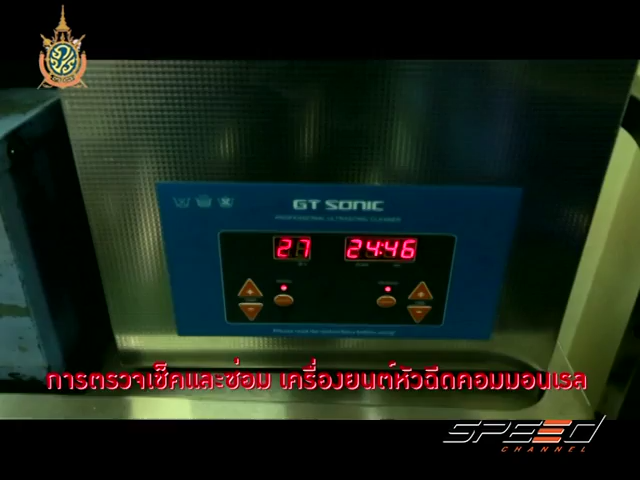 GT SONIC
PROFESSIONAL ULTRASONIC CLEANER
27 24:46
การตรวจเช็คและซ่อม เครื่องยนต์หัวฉีดคอมมอนเรล
SPEED
CHANNEL